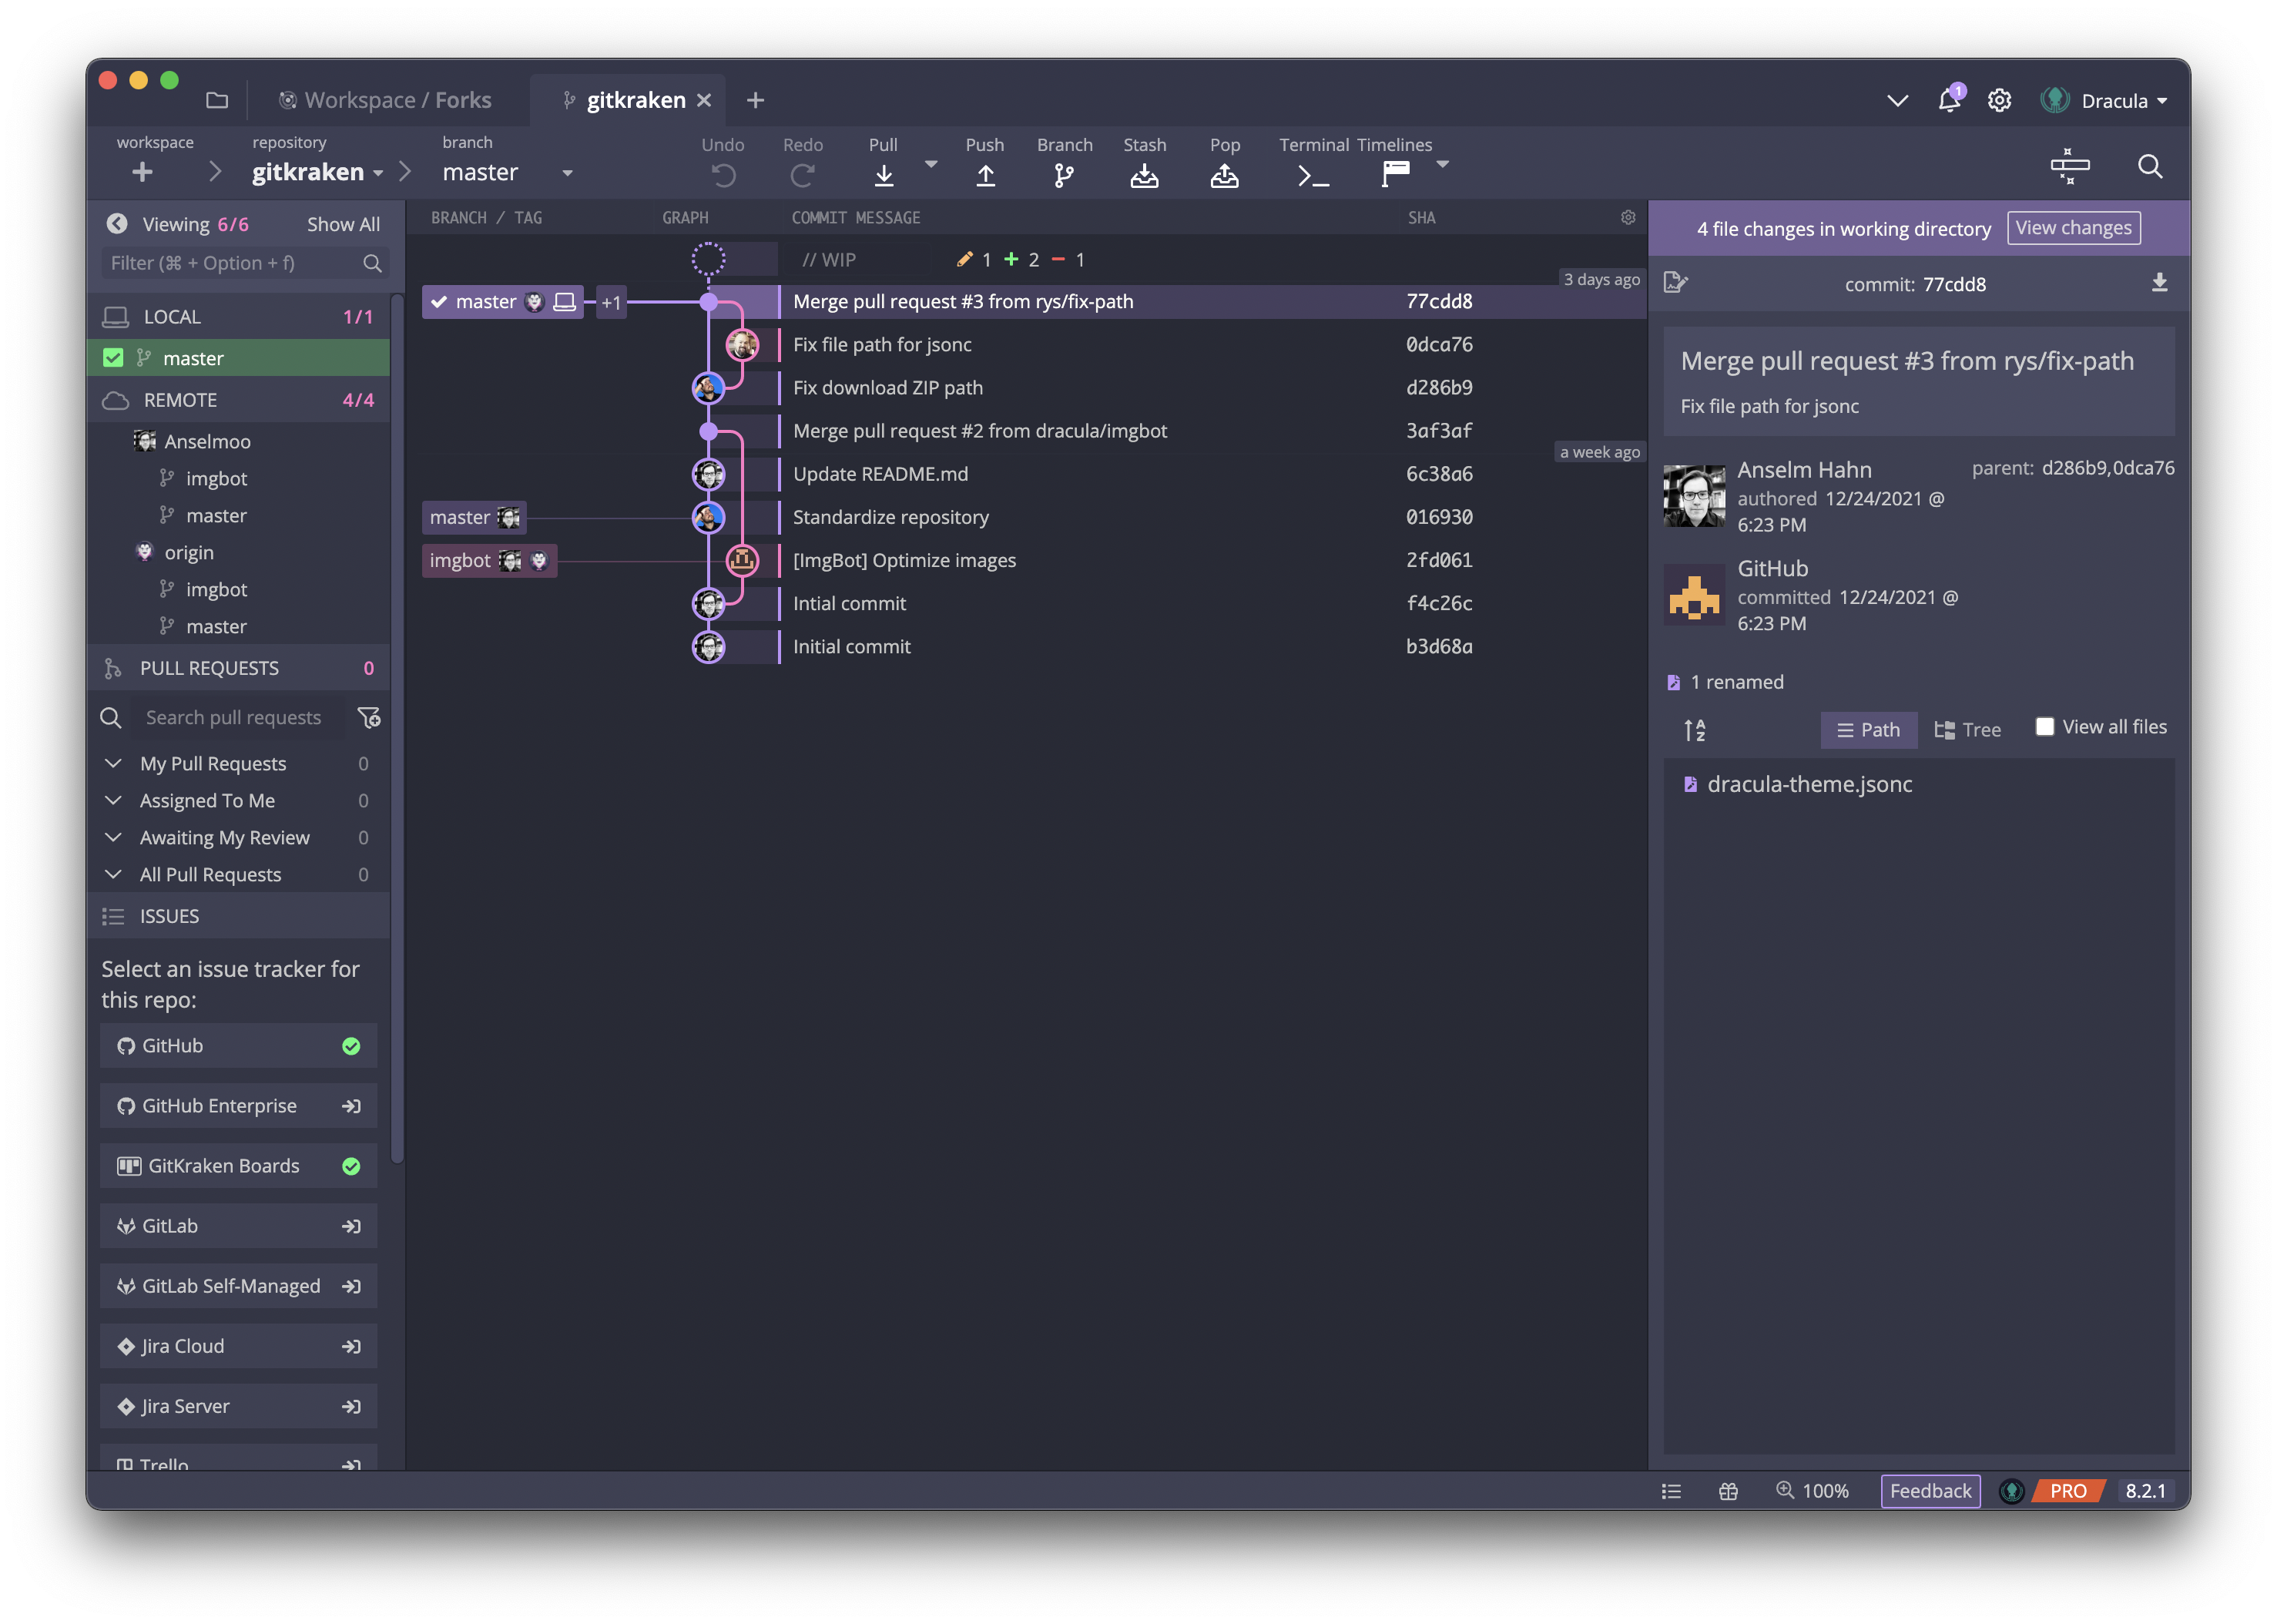 Workspace / Forks
gitkraken
1
Dracula
workspace
repository
gitkraken
branch
master
Undo
Redo
Pull
Push
Branch
Stash
Pop
Terminal
Timelines
Viewing 6/6
Show All
Filter (⌘ + Option + f)
LOCAL 1/1
master
REMOTE 4/4
Anselmoo
imgbot
master
origin
imgbot
master
PULL REQUESTS 0
Search pull requests
My Pull Requests 0
Assigned To Me 0
Awaiting My Review 0
All Pull Requests 0
ISSUES
Select an issue tracker for
this repo:
GitHub
GitHub Enterprise
GitKraken Boards
GitLab
GitLab Self-Managed
Jira Cloud
Jira Server
Trello
BRANCH / TAG GRAPH COMMIT MESSAGE SHA
// WIP 1 + 2 − 1
3 days ago
master +1 Merge pull request #3 from rys/fix-path 77cdd8
Fix file path for jsonc 0dca76
Fix download ZIP path d286b9
Merge pull request #2 from dracula/imgbot 3af3af
a week ago
Update README.md 6c38a6
master Standardize repository 016930
imgbot [ImgBot] Optimize images 2fd061
Intial commit f4c26c
Initial commit b3d68a
4 file changes in working directory View changes
commit: 77cdd8
Merge pull request #3 from rys/fix-path
Fix file path for jsonc
Anselm Hahn
authored 12/24/2021 @
6:23 PM
parent: d286b9,0dca76
GitHub
committed 12/24/2021 @
6:23 PM
1 renamed
A
Z
Path
Tree
View all files
dracula-theme.jsonc
100%
Feedback
PRO
8.2.1